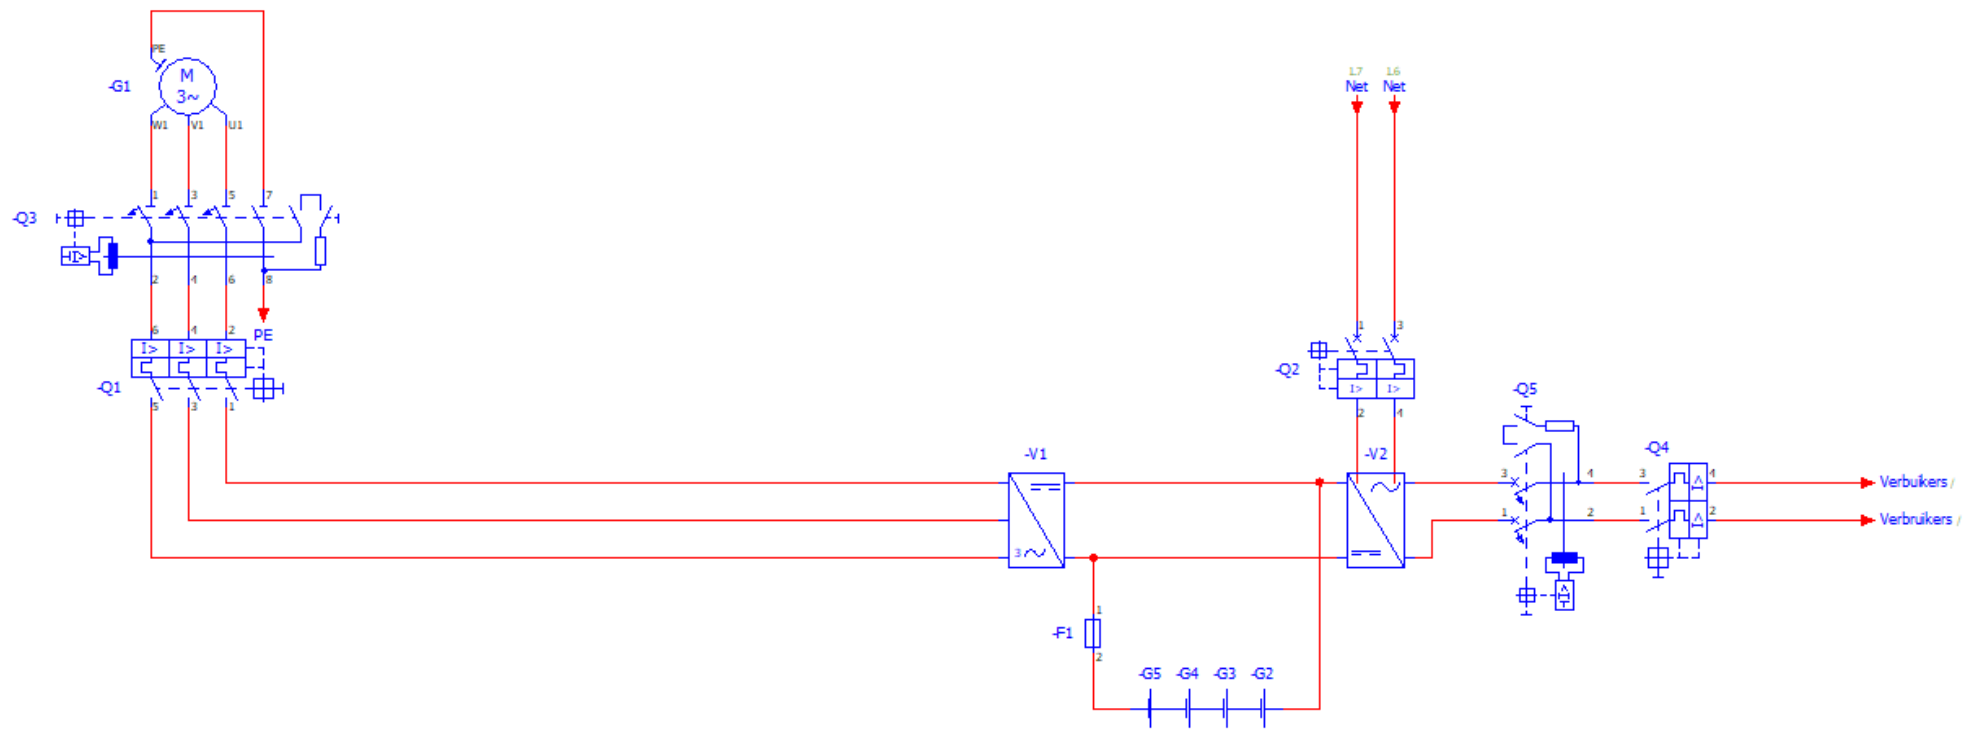 PE
-G1
M
3~
W1 V1 U1
1.7 1.6
Net Net
1 3 5 7
-Q3
I>
2 4 6 8
PE
6 4 2
I> I> I>
-Q1
5 3 1
1 3
-Q2
I> I>
2 4
-Q5
-V1
-V2
-Q4
3 4 3 4
I>
Verbuikers /
1 2 1 2
I>
Verbruikers /
3
I>
1
-F1
2
-G5 -G4 -G3 -G2